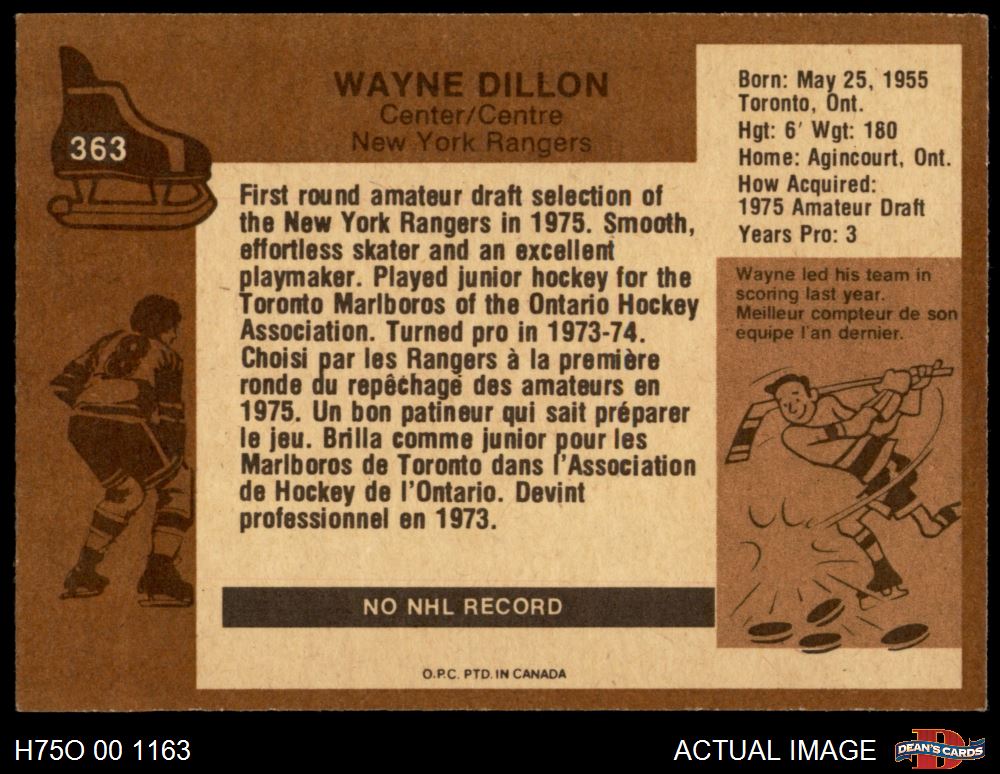 363
WAYNE DILLON
Center/Centre
New York Rangers
Born: May 25, 1955
Toronto, Ont.
Hgt: 6' Wgt: 180
Home: Agincourt, Ont.
How Acquired:
1975 Amateur Draft
Years Pro: 3
First round amateur draft selection of
the New York Rangers in 1975. Smooth,
effortless skater and an excellent
playmaker. Played junior hockey for the
Toronto Marlboros of the Ontario Hockey
Association. Turned pro in 1973-74.
Choisi par les Rangers à la première
ronde du repêchage des amateurs en
1975. Un bon patineur qui sait préparer
le jeu. Brilla comme junior pour les
Marlboros de Toronto dans l'Association
de Hockey de l'Ontario. Devint
professionnel en 1973.
Wayne led his team in
scoring last year.
Meilleur compteur de son
équipe l'an dernier.
NO NHL RECORD
O.P.C. PTD. IN CANADA
H75O 00 1163
ACTUAL IMAGE
D
DEAN'S CARDS